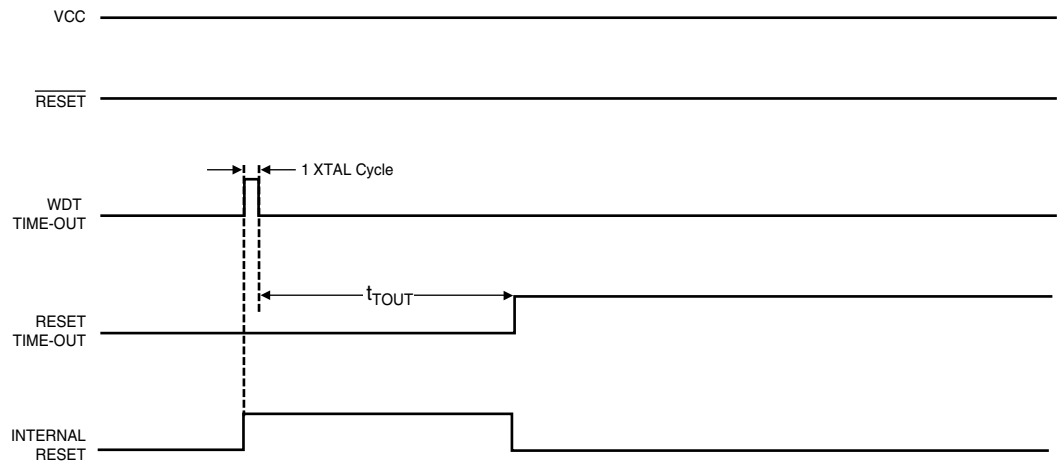 VCC
RESET
1 XTAL Cycle
WDT
TIME-OUT
tTOUT
RESET
TIME-OUT
INTERNAL
RESET